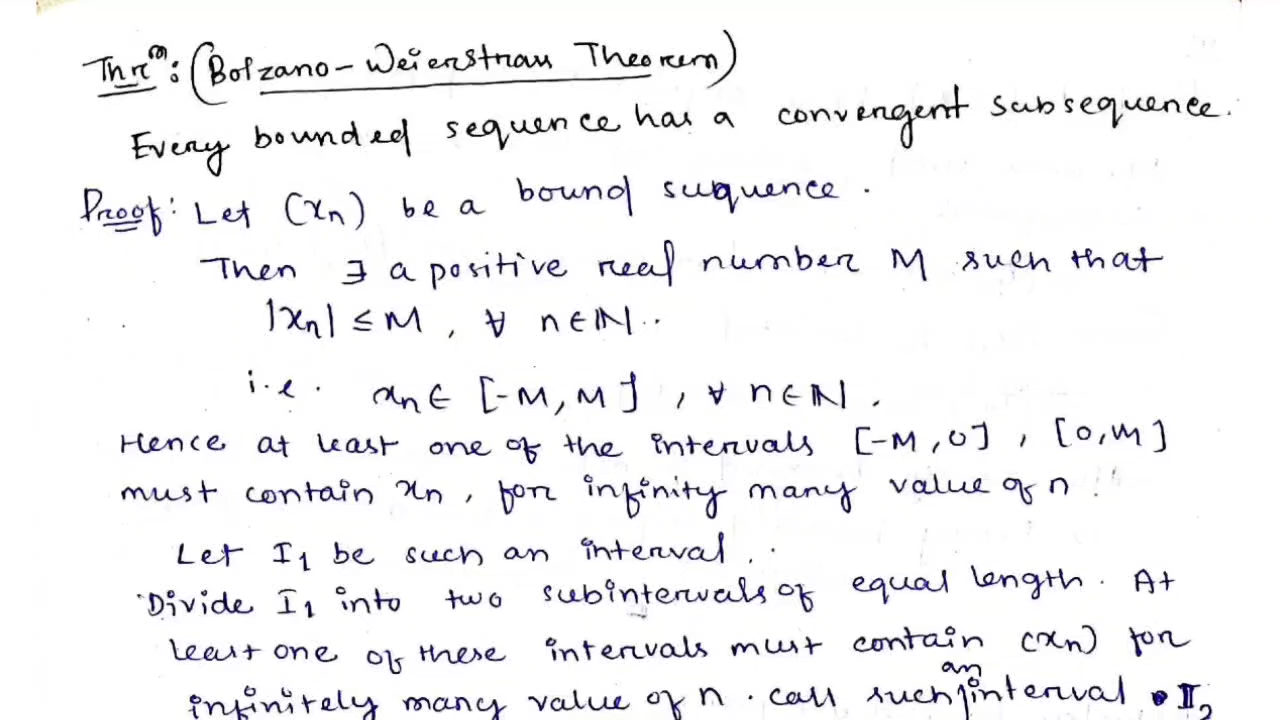 Thrm: (Bolzano-Weierstrass Theorem)
Every bounded sequence has a convergent subsequence.
Proof: Let (xn) be a bound suquence.
Then ∃ a positive real number M such that
|xn| ≤ M, ∀ n∈ℕ.
i.e. xn ∈ [-M, M], ∀ n∈ℕ.
Hence at least one of the intervals [-M, 0], [0, M]
must contain xn, for infinity many value of n.
Let I1 be such an interval.
Divide I1 into two subintervals of equal length. At
least one of these intervals must contain (xn) for
infinitely many value of n. call such an interval I2